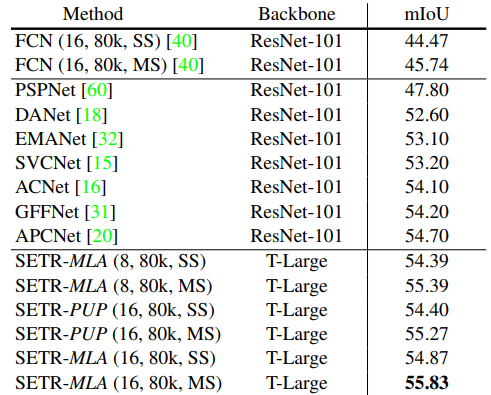 Method Backbone mIoU
FCN (16, 80k, SS) [40] ResNet-101 44.47
FCN (16, 80k, MS) [40] ResNet-101 45.74
PSPNet [60] ResNet-101 47.80
DANet [18] ResNet-101 52.60
EMANet [32] ResNet-101 53.10
SVCNet [15] ResNet-101 53.20
ACNet [16] ResNet-101 54.10
GFFNet [31] ResNet-101 54.20
APCNet [20] ResNet-101 54.70
SETR-MLA (8, 80k, SS) T-Large 54.39
SETR-MLA (8, 80k, MS) T-Large 55.39
SETR-PUP (16, 80k, SS) T-Large 54.40
SETR-PUP (16, 80k, MS) T-Large 55.27
SETR-MLA (16, 80k, SS) T-Large 54.87
SETR-MLA (16, 80k, MS) T-Large 55.83